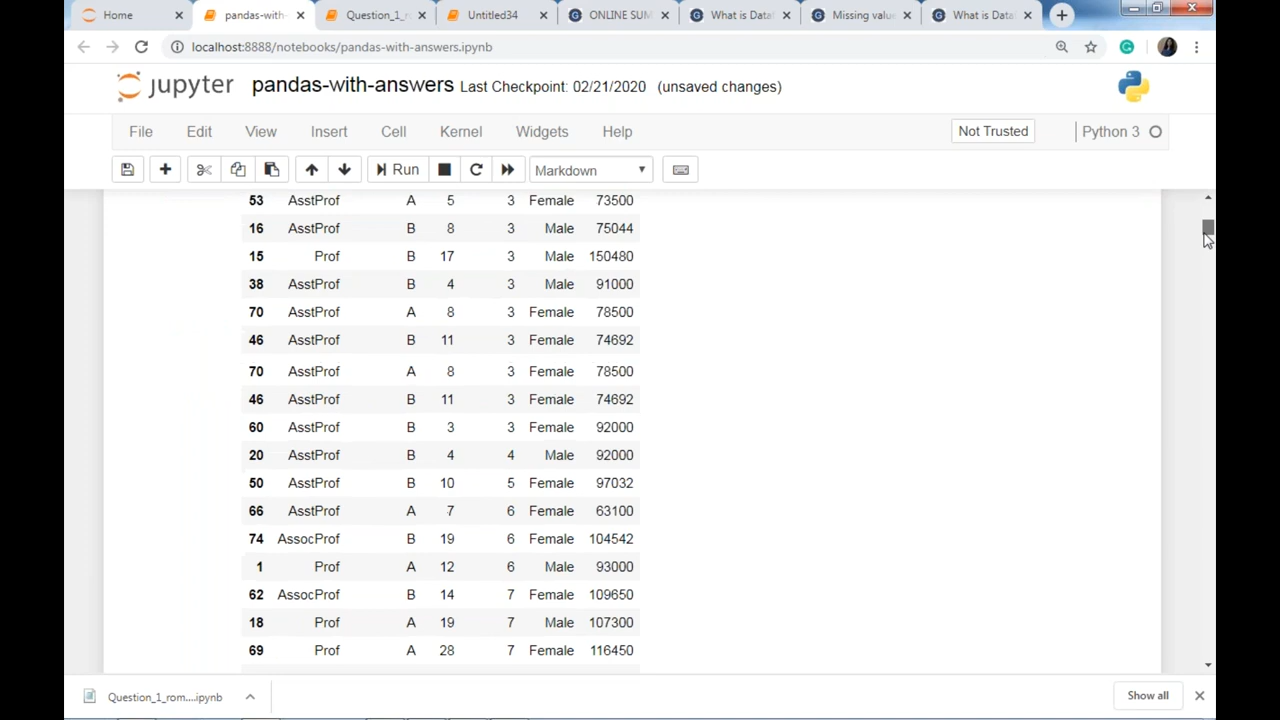 Home
pandas-with-
Question_1_r
Untitled34
ONLINE SUM
What is Data
Missing value
What is Data
localhost:8888/notebooks/pandas-with-answers.ipynb
jupyter pandas-with-answers Last Checkpoint: 02/21/2020 (unsaved changes)
File Edit View Insert Cell Kernel Widgets Help Not Trusted Python 3
Run Markdown
53 AsstProf A 5 3 Female 73500
16 AsstProf B 8 3 Male 75044
15 Prof B 17 3 Male 150480
38 AsstProf B 4 3 Male 91000
70 AsstProf A 8 3 Female 78500
46 AsstProf B 11 3 Female 74692
70 AsstProf A 8 3 Female 78500
46 AsstProf B 11 3 Female 74692
60 AsstProf B 3 3 Female 92000
20 AsstProf B 4 4 Male 92000
50 AsstProf B 10 5 Female 97032
66 AsstProf A 7 6 Female 63100
74 AssocProf B 19 6 Female 104542
1 Prof A 12 6 Male 93000
62 AssocProf B 14 7 Female 109650
18 Prof A 19 7 Male 107300
69 Prof A 28 7 Female 116450
Question_1_rom....ipynb
Show all